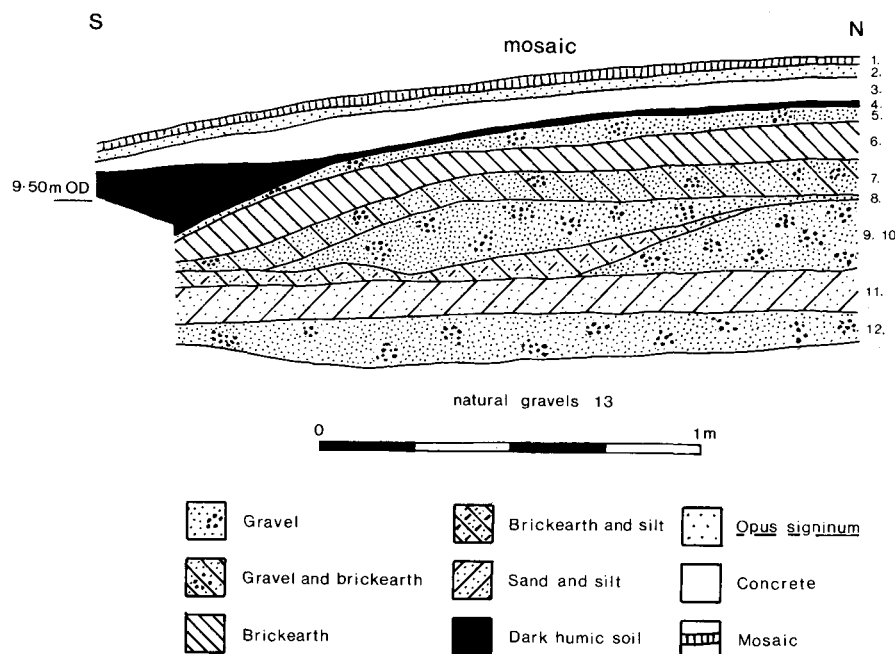 S
N
mosaic
1.
2.
3.
4.
5.
6.
9·50m OD
7.
8.
9. 10
11.
12.
natural gravels 13
0
1m
Gravel
Brickearth and silt
Opus signinum
Gravel and brickearth
Sand and silt
Concrete
Brickearth
Dark humic soil
Mosaic